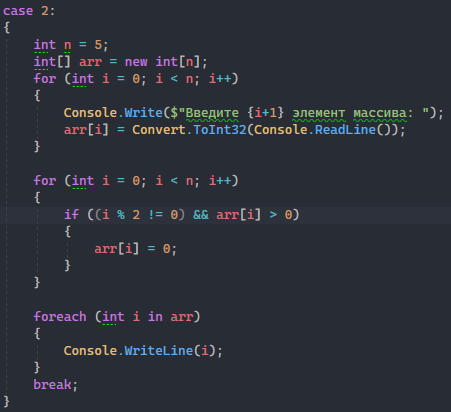 case 2:
{
    int n = 5;
    int[] arr = new int[n];
    for (int i = 0; i < n; i++)
    {
        Console.Write($"Введите {i+1} элемент массива: ");
        arr[i] = Convert.ToInt32(Console.ReadLine());
    }

    for (int i = 0; i < n; i++)
    {
        if ((i % 2 != 0) && arr[i] > 0)
        {
            arr[i] = 0;
        }
    }

    foreach (int i in arr)
    {
        Console.WriteLine(i);
    }
    break;
}